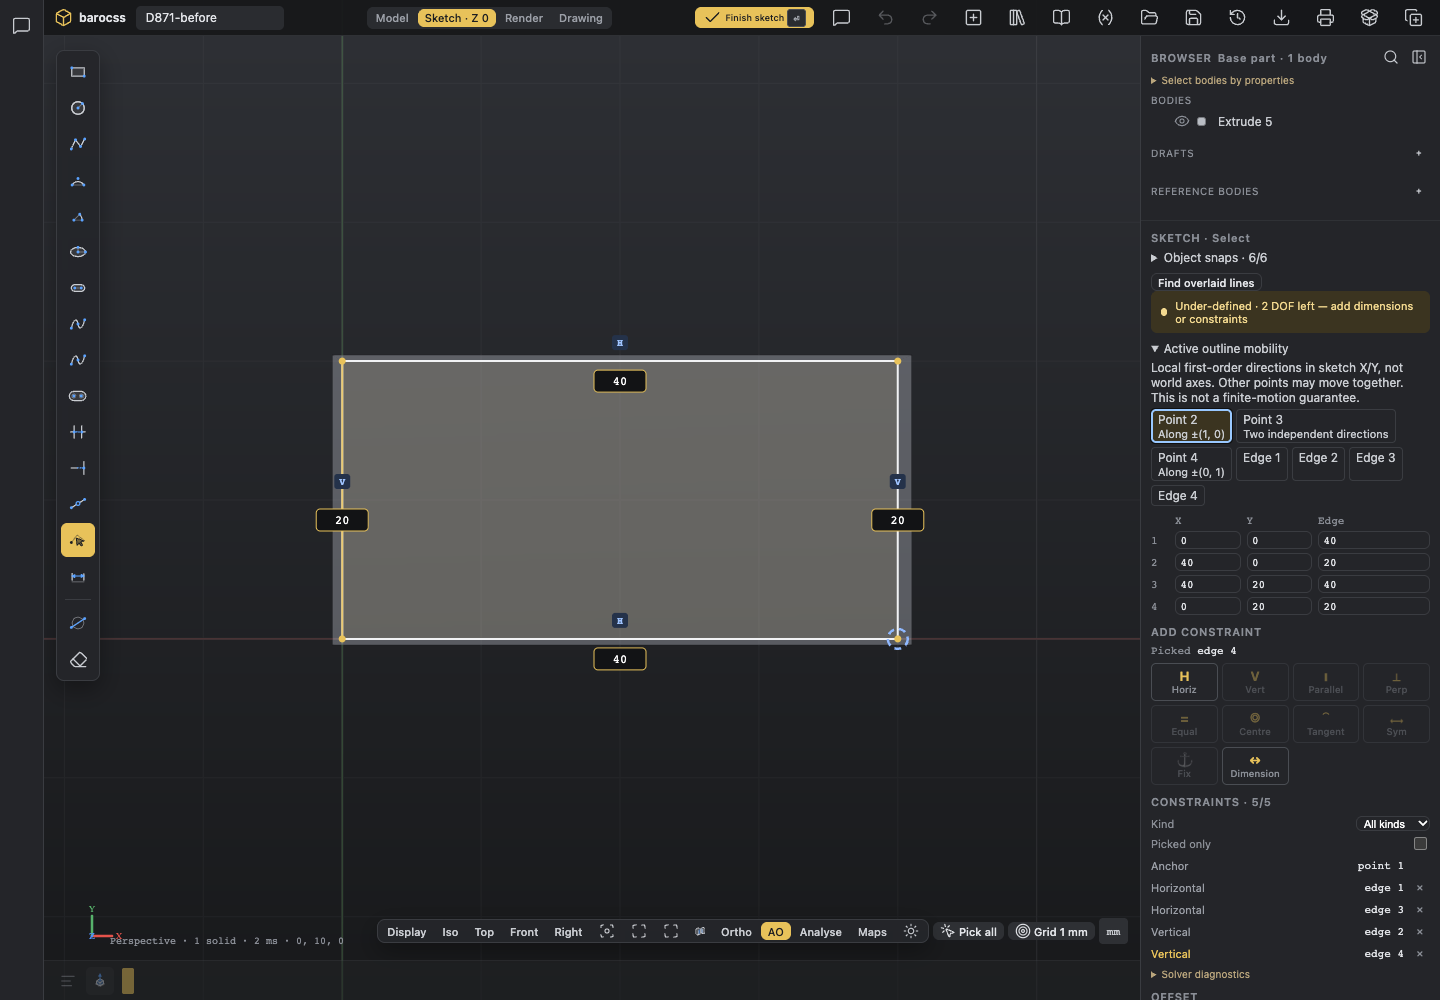 barocss
D871-before
Model
Sketch · Z 0
Render
Drawing
Finish sketch
BROWSER Base part · 1 body
Select bodies by properties
BODIES
Extrude 5
DRAFTS
REFERENCE BODIES
SKETCH · Select
Object snaps · 6/6
Find overlaid lines
Under-defined · 2 DOF left — add dimensions
or constraints
Active outline mobility
Local first-order directions in sketch X/Y, not
world axes. Other points may move together.
This is not a finite-motion guarantee.
Point 2
Along ±(1, 0)
Point 3
Two independent directions
Point 4
Along ±(0, 1)
Edge 1
Edge 2
Edge 3
Edge 4
X Y Edge
1 0 0 40
2 40 0 20
3 40 20 40
4 0 20 20
ADD CONSTRAINT
Picked edge 4
H Horiz
V Vert
Parallel
Perp
Equal
Centre
Tangent
Sym
Fix
Dimension
CONSTRAINTS · 5/5
Kind All kinds
Picked only
Anchor point 1
Horizontal edge 1 ×
Horizontal edge 3 ×
Vertical edge 2 ×
Vertical edge 4 ×
Solver diagnostics
OFFSET
H
40
V
V
20
20
H
40
Y
X
Z
Perspective · 1 solid · 2 ms · 0, 10, 0
Display
Iso
Top
Front
Right
Ortho
AO
Analyse
Maps
Pick all
Grid 1 mm
mm